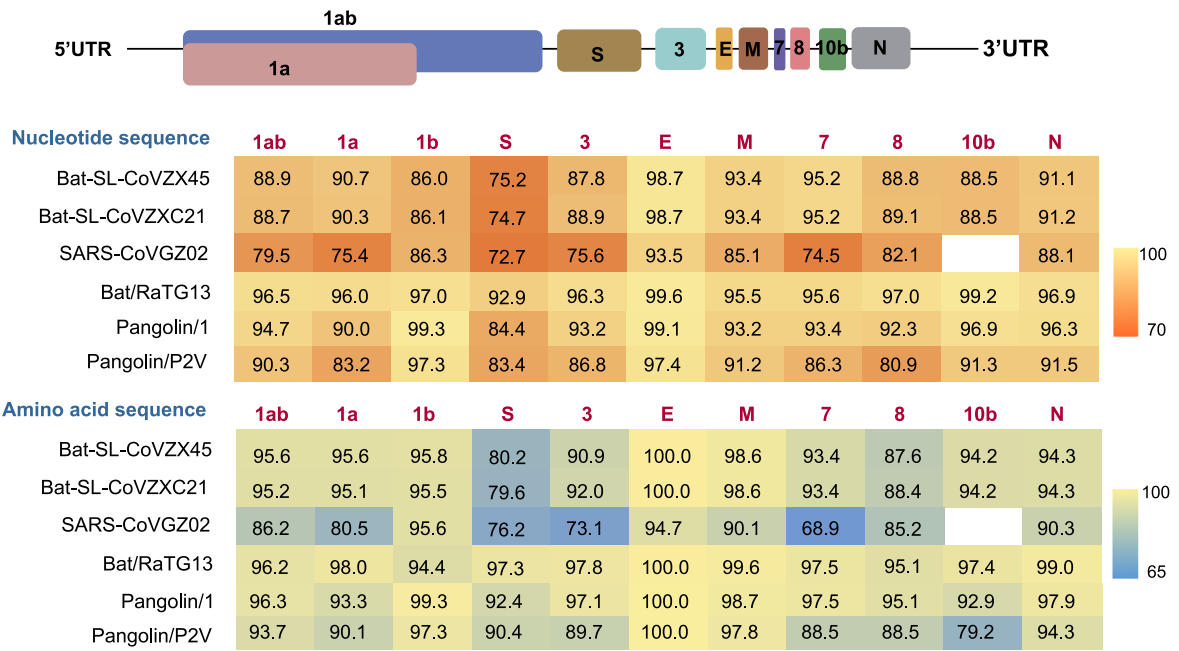 1ab
5’UTR
1a
S
3
E
M
7
8
10b
N
3’UTR
Nucleotide sequence 1ab 1a 1b S 3 E M 7 8 10b N
Bat-SL-CoVZX45 88.9 90.7 86.0 75.2 87.8 98.7 93.4 95.2 88.8 88.5 91.1
Bat-SL-CoVZXC21 88.7 90.3 86.1 74.7 88.9 98.7 93.4 95.2 89.1 88.5 91.2
SARS-CoVGZ02 79.5 75.4 86.3 72.7 75.6 93.5 85.1 74.5 82.1 88.1
Bat/RaTG13 96.5 96.0 97.0 92.9 96.3 99.6 95.5 95.6 97.0 99.2 96.9
Pangolin/1 94.7 90.0 99.3 84.4 93.2 99.1 93.2 93.4 92.3 96.9 96.3
Pangolin/P2V 90.3 83.2 97.3 83.4 86.8 97.4 91.2 86.3 80.9 91.3 91.5
100
70
Amino acid sequence 1ab 1a 1b S 3 E M 7 8 10b N
Bat-SL-CoVZX45 95.6 95.6 95.8 80.2 90.9 100.0 98.6 93.4 87.6 94.2 94.3
Bat-SL-CoVZXC21 95.2 95.1 95.5 79.6 92.0 100.0 98.6 93.4 88.4 94.2 94.3
SARS-CoVGZ02 86.2 80.5 95.6 76.2 73.1 94.7 90.1 68.9 85.2 90.3
Bat/RaTG13 96.2 98.0 94.4 97.3 97.8 100.0 99.6 97.5 95.1 97.4 99.0
Pangolin/1 96.3 93.3 99.3 92.4 97.1 100.0 98.7 97.5 95.1 92.9 97.9
Pangolin/P2V 93.7 90.1 97.3 90.4 89.7 100.0 97.8 88.5 88.5 79.2 94.3
100
65